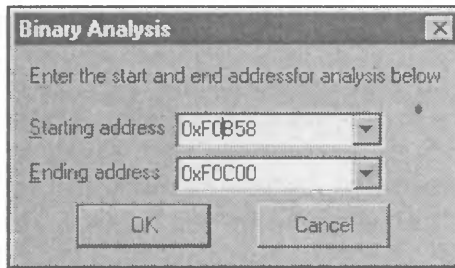 Binary Analysis
Enter the start and end addressfor analysis below
Starting address 0xF0B58
Ending address 0xF0C00
OK Cancel